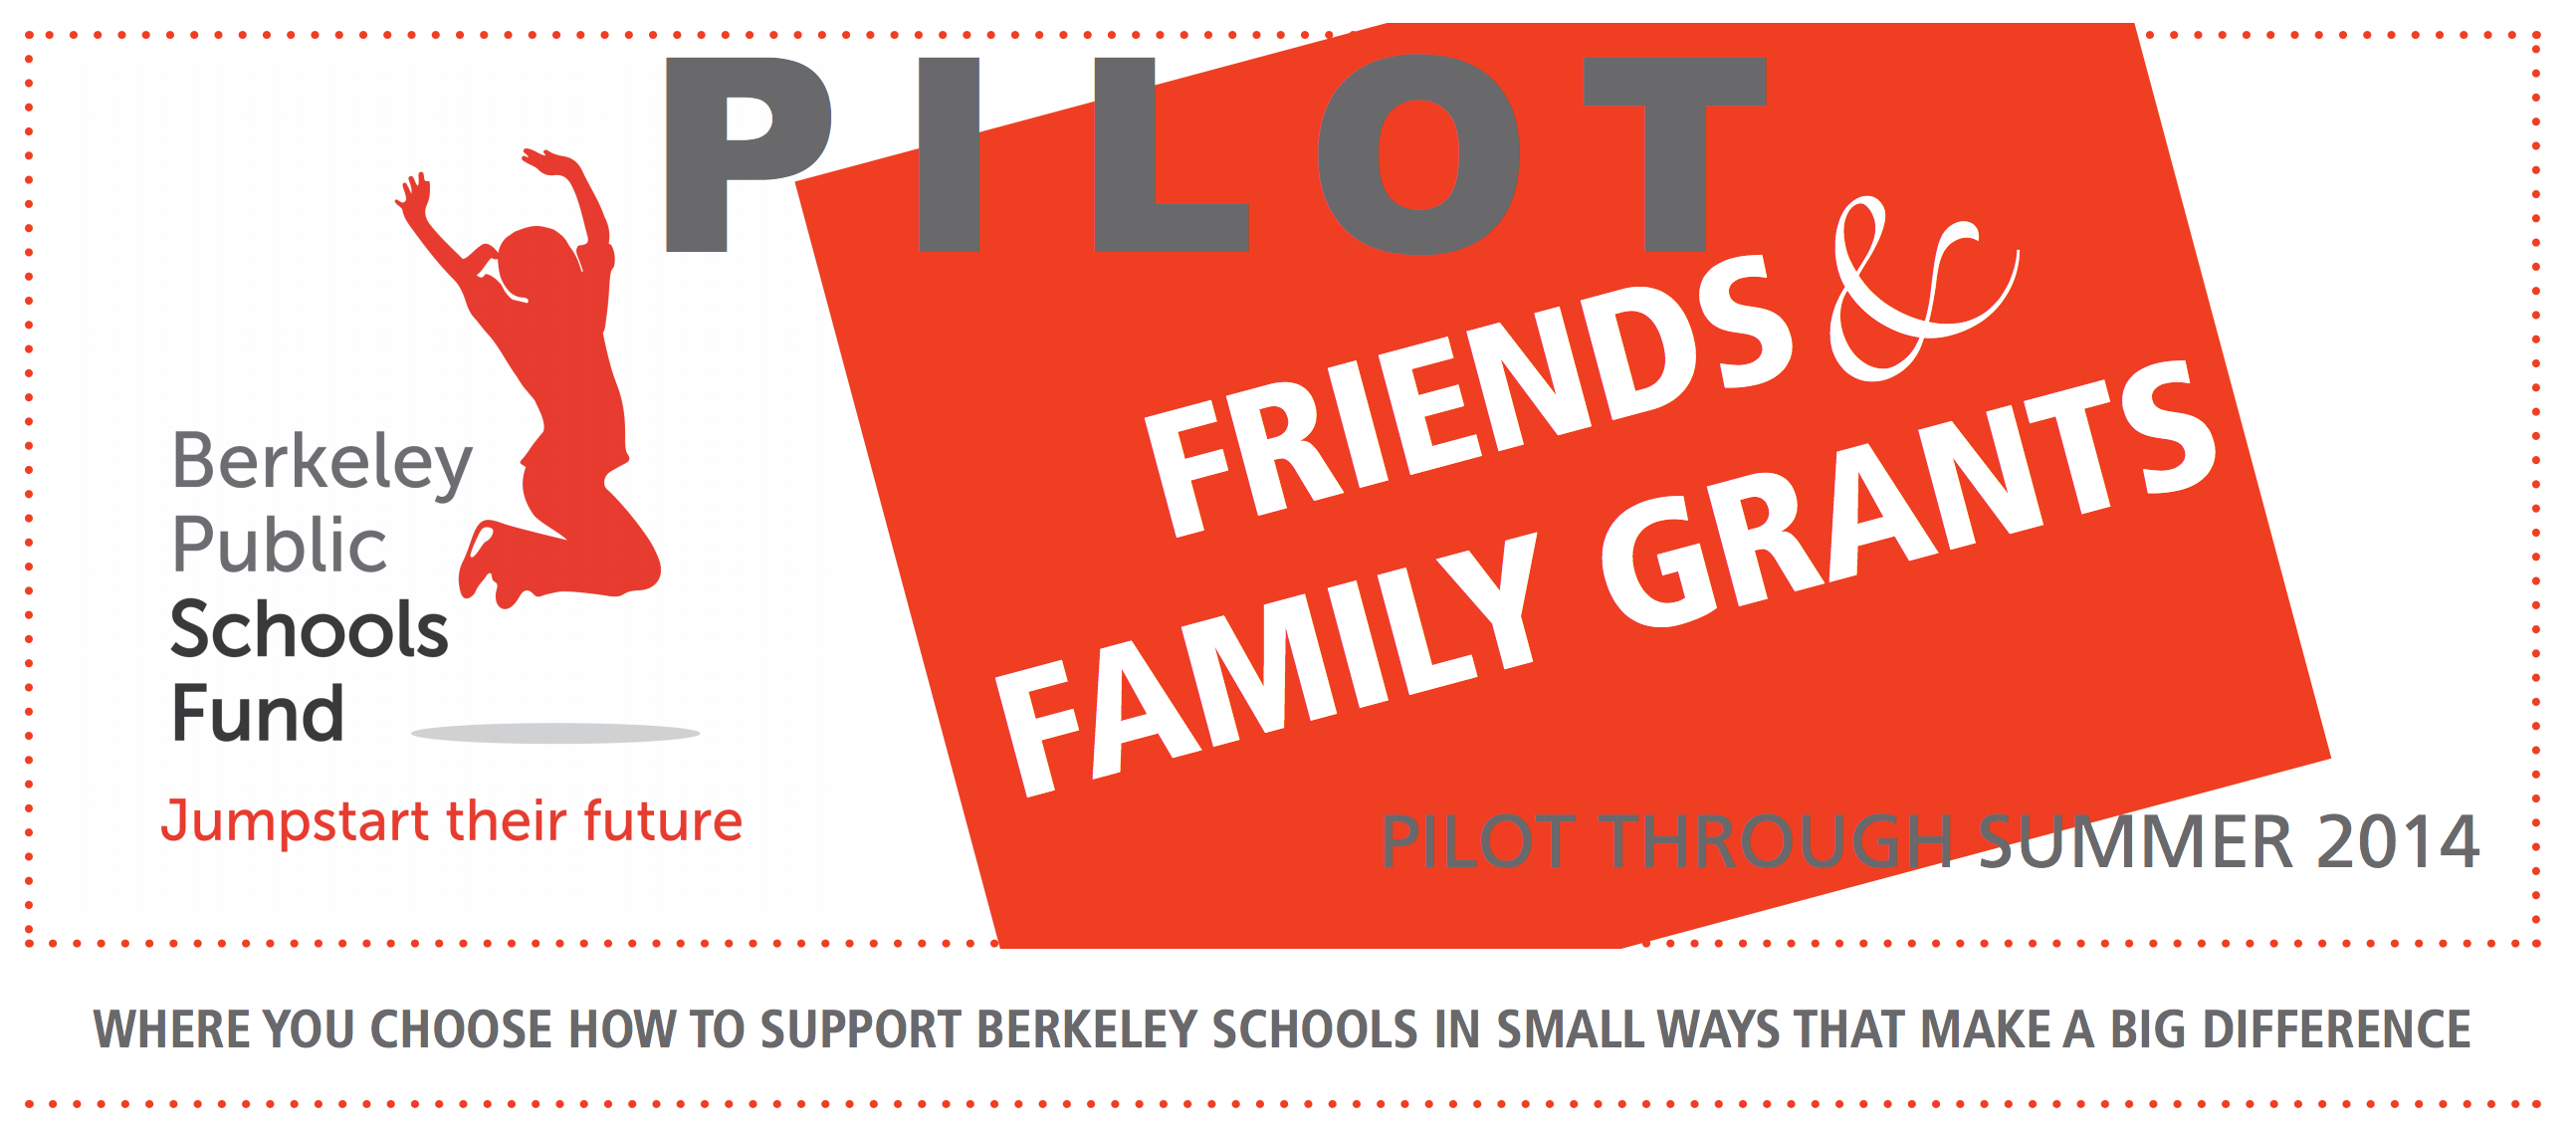 PILOT
FRIENDS &
FAMILY GRANTS
Berkeley
Public
Schools
Fund
Jumpstart their future
PILOT THROUGH SUMMER 2014
WHERE YOU CHOOSE HOW TO SUPPORT BERKELEY SCHOOLS IN SMALL WAYS THAT MAKE A BIG DIFFERENCE